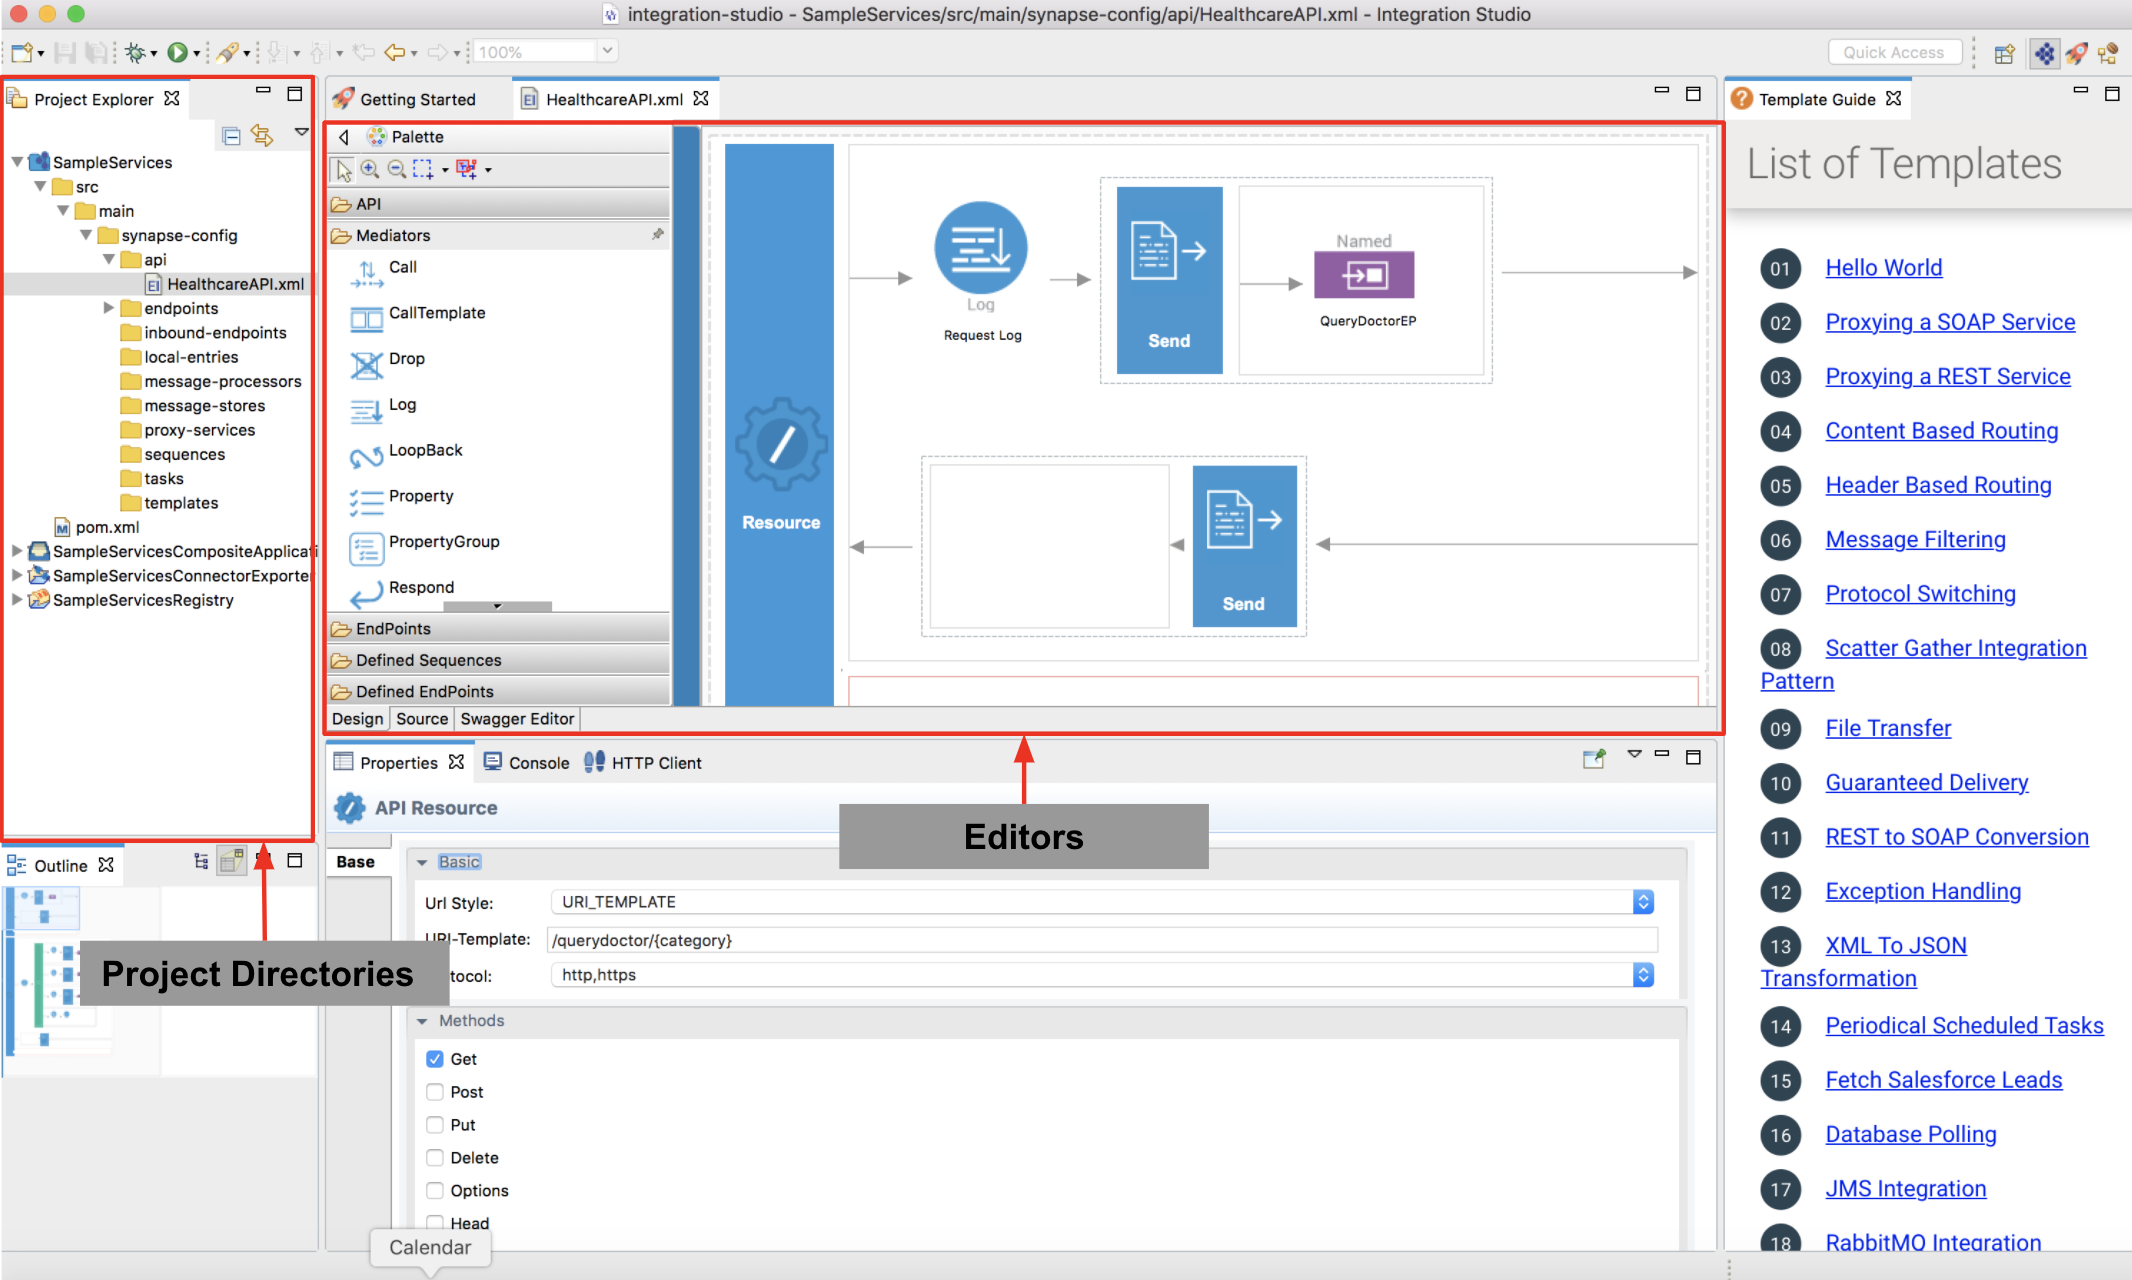 integration-studio - SampleServices/src/main/synapse-config/api/HealthcareAPI.xml - Integration Studio
100%
Quick Access
Project Explorer
SampleServices
src
main
synapse-config
api
HealthcareAPI.xml
endpoints
inbound-endpoints
local-entries
message-processors
message-stores
proxy-services
sequences
tasks
templates
pom.xml
SampleServicesCompositeApplicati
SampleServicesConnectorExporter
SampleServicesRegistry
Outline
Project Directories
Getting Started
HealthcareAPI.xml
Palette
API
Mediators
Call
CallTemplate
Drop
Log
LoopBack
Property
PropertyGroup
Respond
EndPoints
Defined Sequences
Defined EndPoints
Design
Source
Swagger Editor
Resource
Log
Request Log
Send
Named
QueryDoctorEP
Send
Editors
Properties
Console
HTTP Client
API Resource
Base
Basic
Url Style:
URI_TEMPLATE
URI-Template:
/querydoctor/{category}
tocol:
http,https
Methods
Get
Post
Put
Delete
Options
Head
Calendar
Template Guide
List of Templates
01 Hello World
02 Proxying a SOAP Service
03 Proxying a REST Service
04 Content Based Routing
05 Header Based Routing
06 Message Filtering
07 Protocol Switching
08 Scatter Gather Integration
Pattern
09 File Transfer
10 Guaranteed Delivery
11 REST to SOAP Conversion
12 Exception Handling
13 XML To JSON
Transformation
14 Periodical Scheduled Tasks
15 Fetch Salesforce Leads
16 Database Polling
17 JMS Integration
18 RabbitMQ Integration